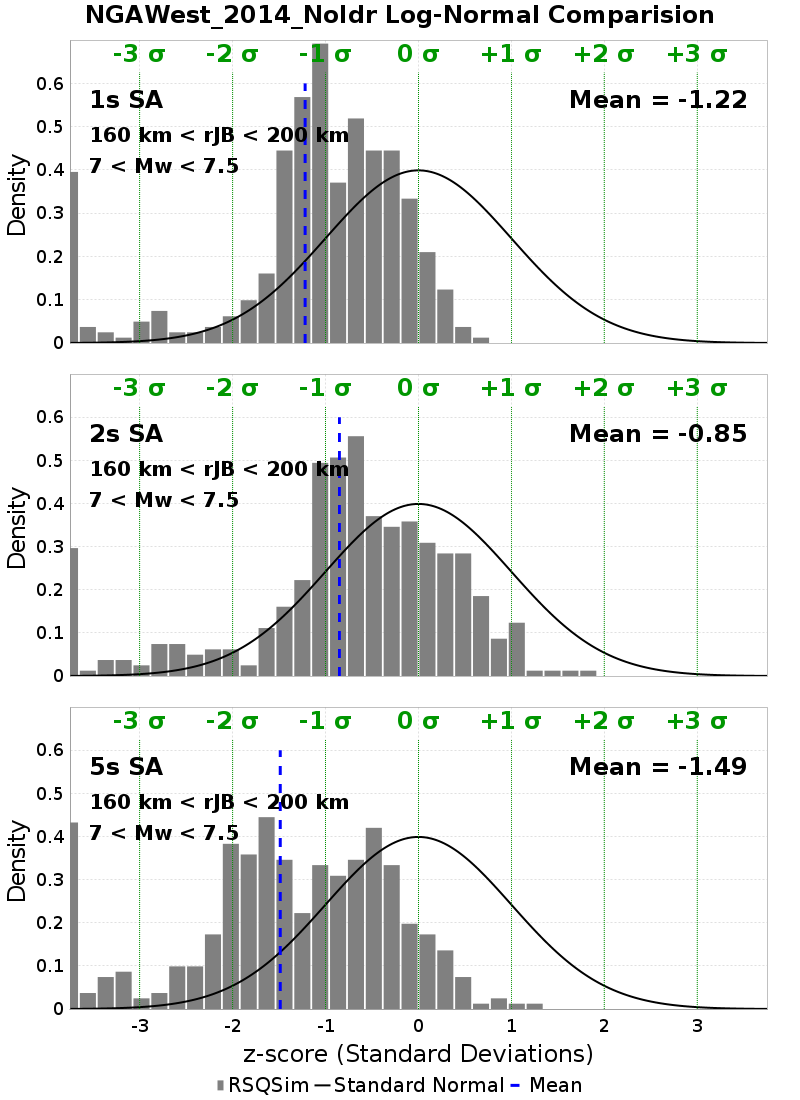 NGAWest_2014_NoIdr Log-Normal Comparision
-3 σ -2 σ -1 σ 0 σ +1 σ +2 σ +3 σ
1s SA
Mean = -1.22
160 km < rJB < 200 km
7 < Mw < 7.5
0.6
0.5
0.4
0.3
0.2
0.1
0
Density
-3 σ -2 σ -1 σ 0 σ +1 σ +2 σ +3 σ
2s SA
Mean = -0.85
160 km < rJB < 200 km
7 < Mw < 7.5
0.6
0.5
0.4
0.3
0.2
0.1
0
Density
-3 σ -2 σ -1 σ 0 σ +1 σ +2 σ +3 σ
5s SA
Mean = -1.49
160 km < rJB < 200 km
7 < Mw < 7.5
0.6
0.5
0.4
0.3
0.2
0.1
0
Density
-3 -2 -1 0 1 2 3
z-score (Standard Deviations)
RSQSim Standard Normal Mean